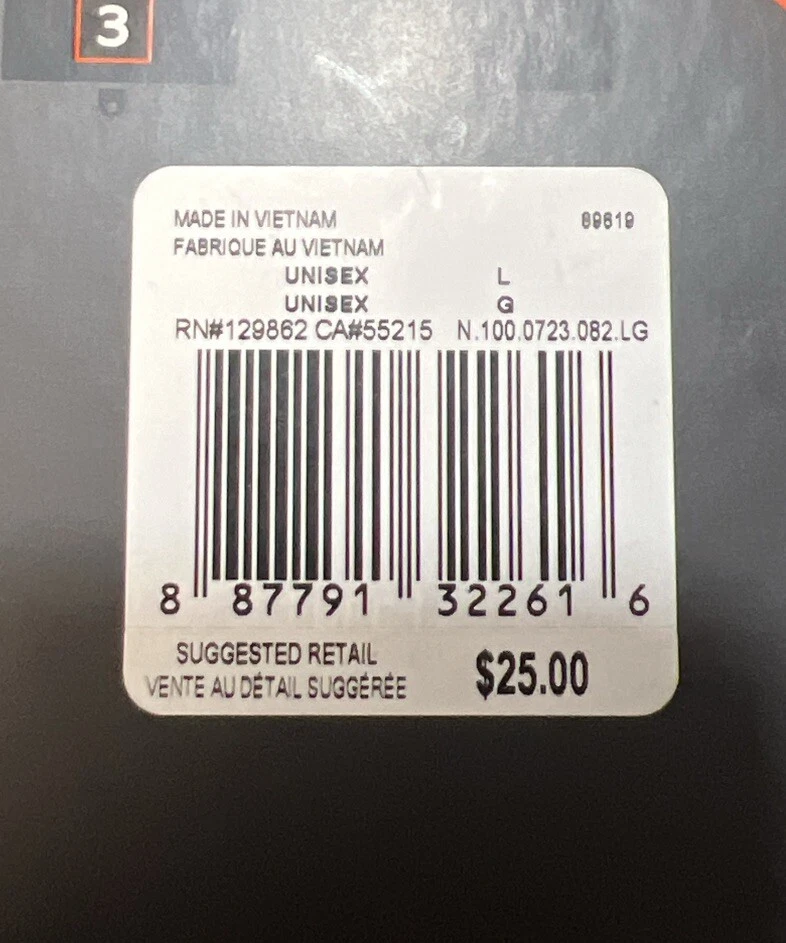 3
MADE IN VIETNAM 89619
FABRIQUE AU VIETNAM
UNISEX L
UNISEX G
RN#129862 CA#55215 N.100.0723.082.LG
8 87791 32261 6
SUGGESTED RETAIL $25.00
VENTE AU DÉTAIL SUGGÉRÉE